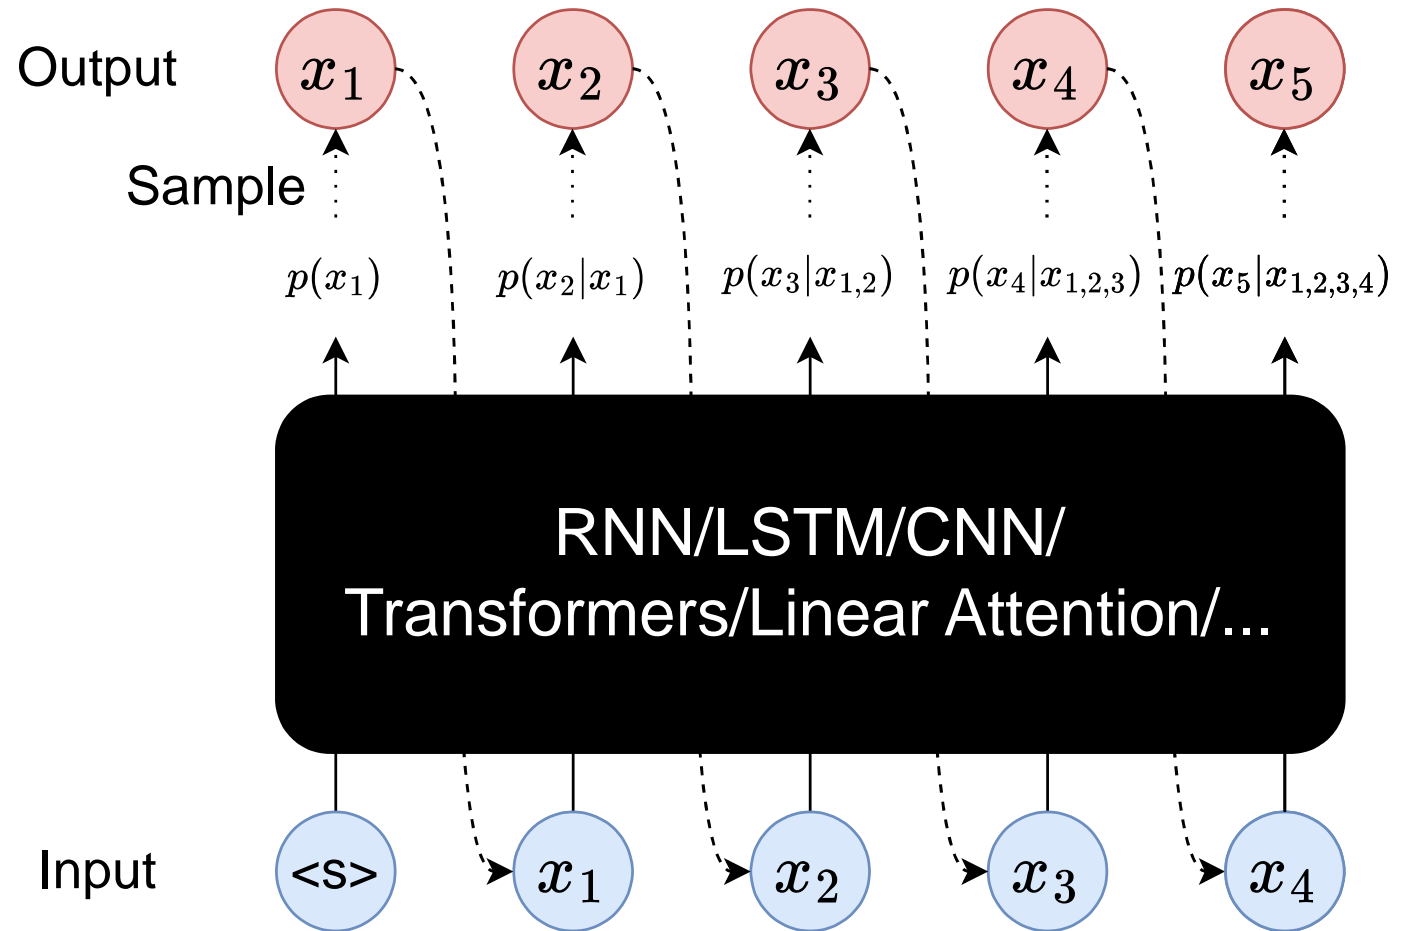 Output x₁ x₂ x₃ x₄ x₅
Sample
p(x₁) p(x₂|x₁) p(x₃|x₁,₂) p(x₄|x₁,₂,₃) p(x₅|x₁,₂,₃,₄)
RNN/LSTM/CNN/
Transformers/Linear Attention/...
Input <s> x₁ x₂ x₃ x₄